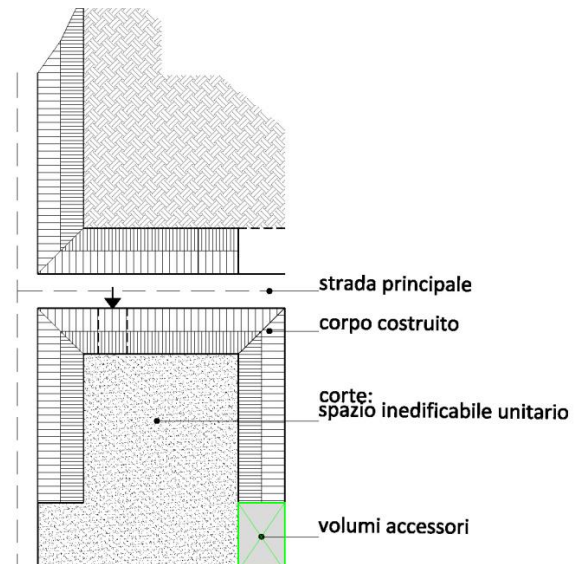 strada principale
corpo costruito
corte:
spazio inedificabile unitario
volumi accessori